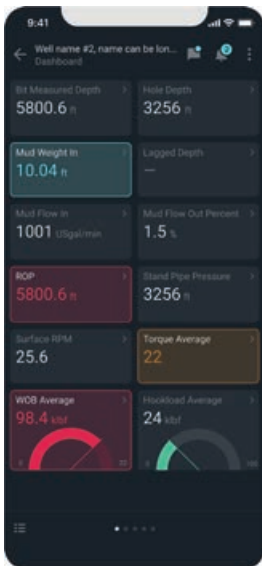 9:41
Well name #2, name can be lon...
Dashboard
2
Bit Measured Depth
Hole Depth
5800.6 ft
3256 ft
Mud Weight In
Lagged Depth
10.04 ft
—
Mud Flow In
Mud Flow Out Percent
1001 USgal/min
1.5 %
ROP
Stand Pipe Pressure
5800.6 ft
3256 ft
Surface RPM
Torque Average
25.6
22
WOB Average
Hookload Average
98.4 klbf
24 klbf
0
0